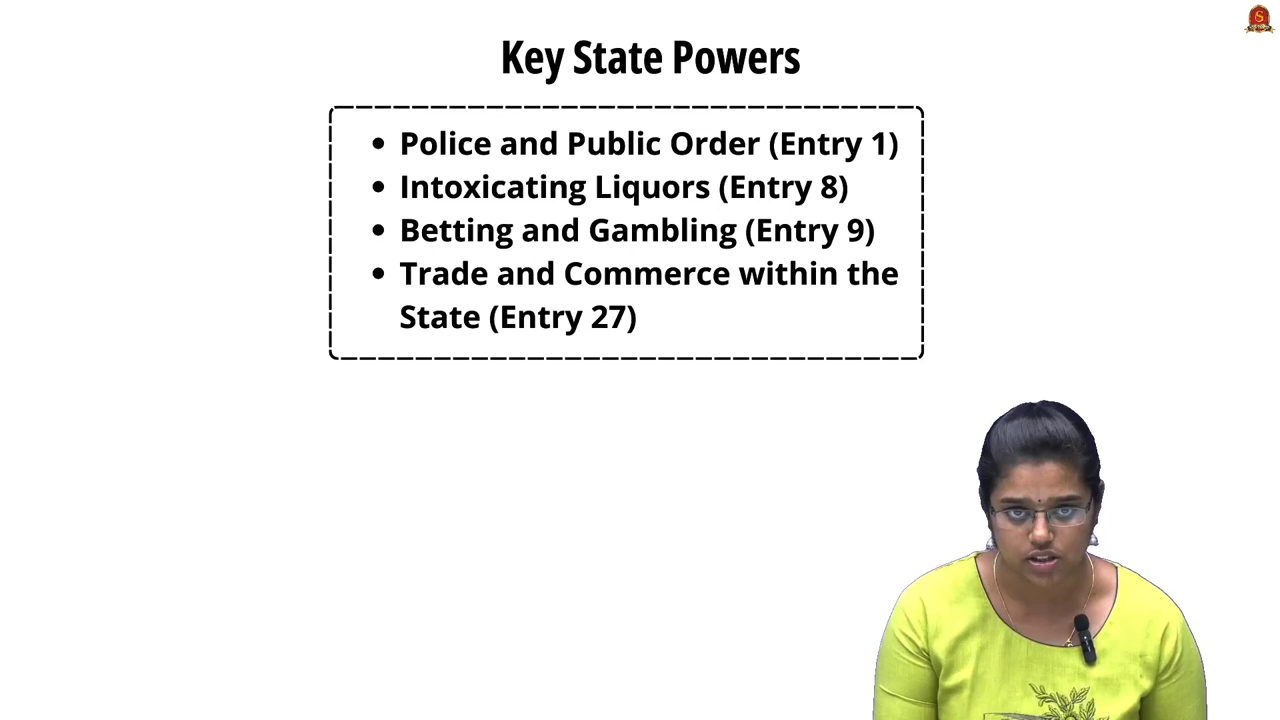 Key State Powers
• Police and Public Order (Entry 1)
• Intoxicating Liquors (Entry 8)
• Betting and Gambling (Entry 9)
• Trade and Commerce within the
State (Entry 27)